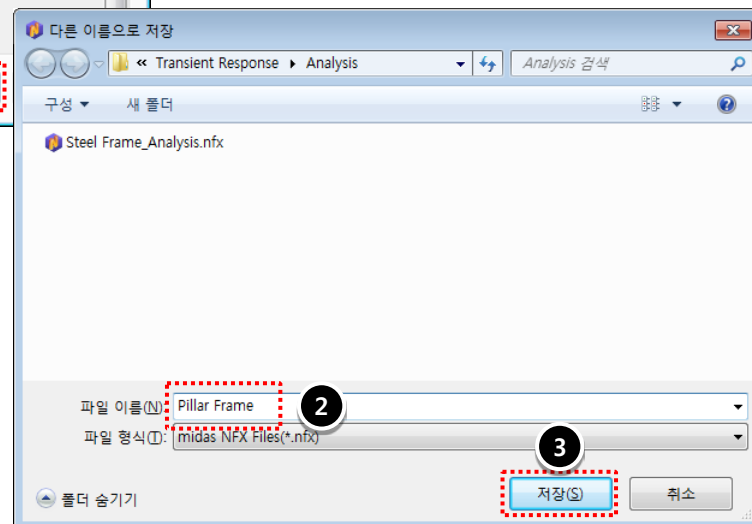 다른 이름으로 저장
« Transient Response ▸ Analysis
Analysis 검색
구성 ▼ 새 폴더
Steel Frame_Analysis.nfx
파일 이름(N): Pillar Frame
2
파일 형식(T): midas NFX Files(*.nfx)
3
폴더 숨기기
저장(S)
취소